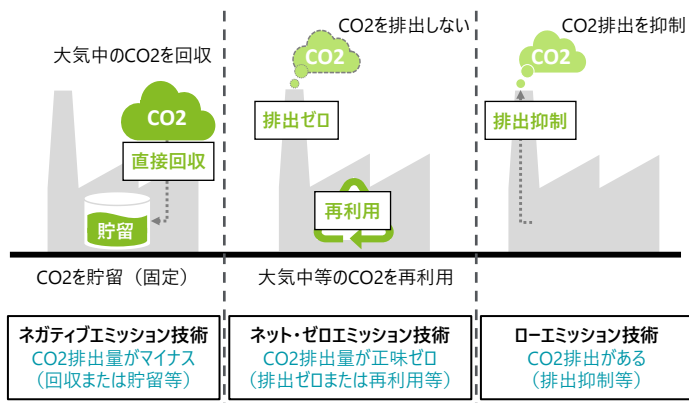 大気中のCO2を回収
CO2
直接回収
貯留
CO2を貯留（固定）
ネガティブエミッション技術
CO2排出量がマイナス
（回収または貯留等）
CO2を排出しない
CO2
排出ゼロ
再利用
大気中等のCO2を再利用
ネット・ゼロエミッション技術
CO2排出量が正味ゼロ
（排出ゼロまたは再利用等）
CO2排出を抑制
CO2
排出抑制
ローエミッション技術
CO2排出がある
（排出抑制等）